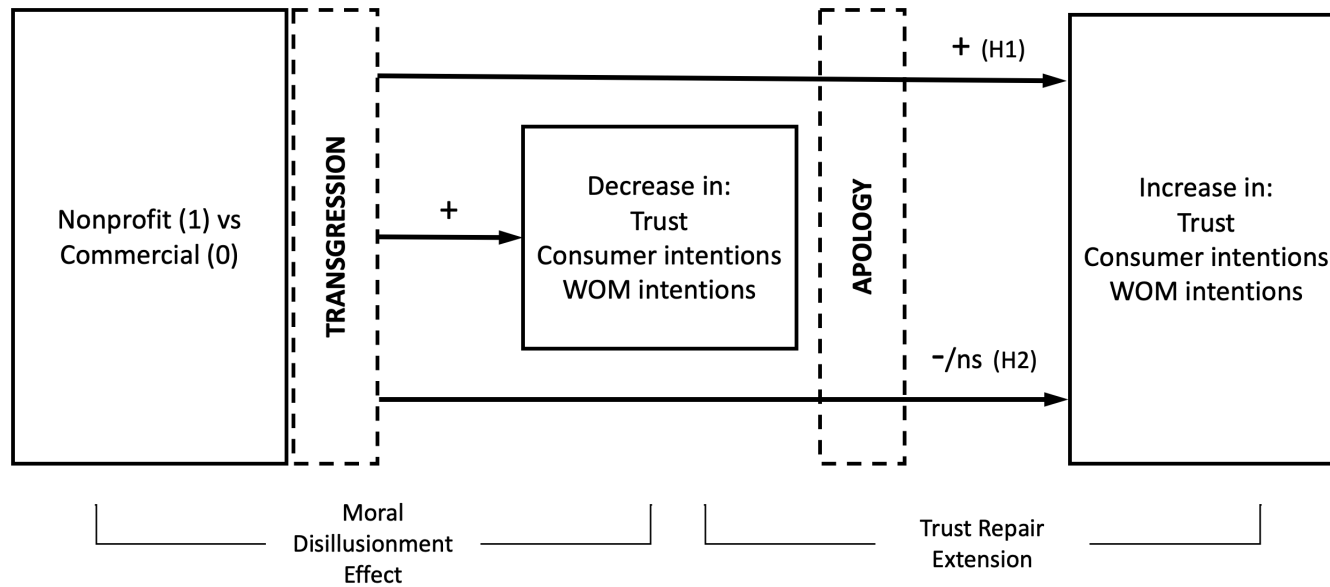 Nonprofit (1) vs
Commercial (0)
TRANSGRESSION
+
Decrease in:
Trust
Consumer intentions
WOM intentions
APOLOGY
+ (H1)
-/ns (H2)
Increase in:
Trust
Consumer intentions
WOM intentions
Moral
Disillusionment
Effect
Trust Repair
Extension